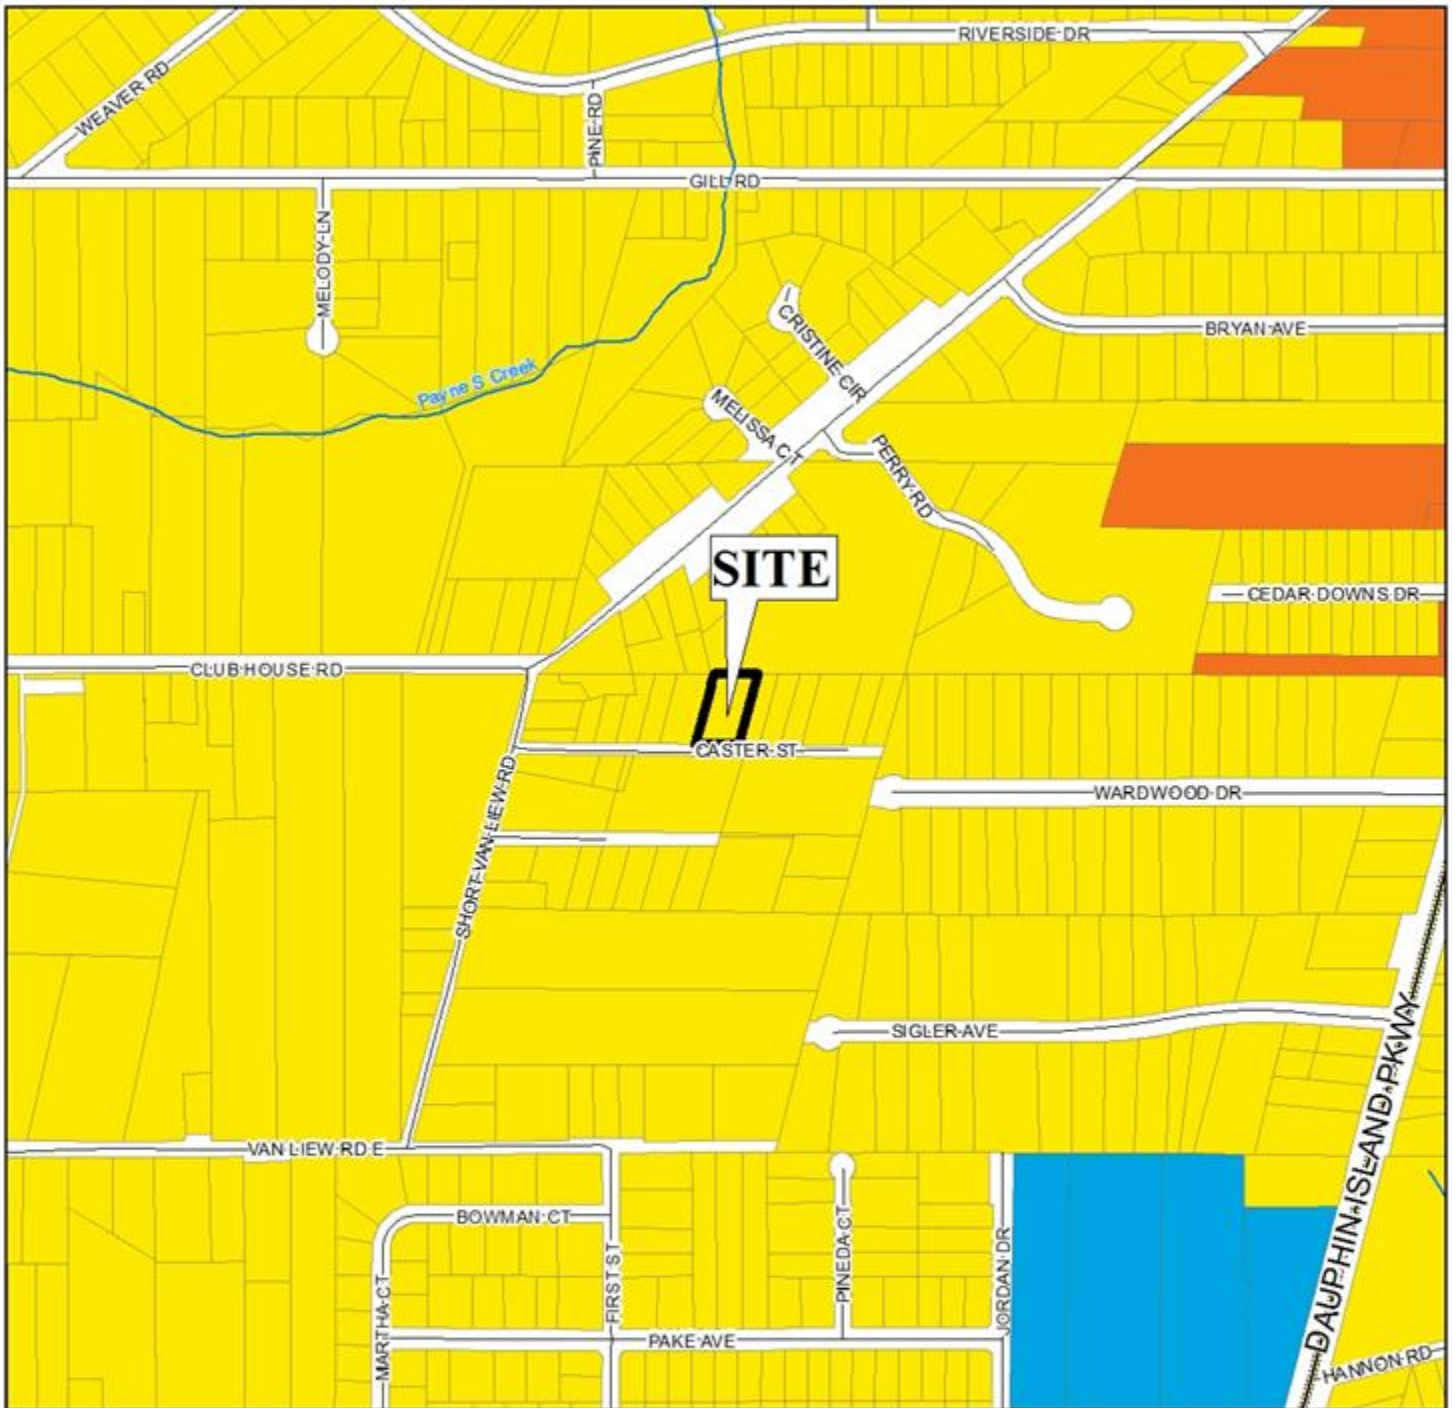 RIVERSIDE DR
WEAVER RD
PINE RD
GILL RD
MELODY LN
CRISTINE CIR
BRYAN AVE
Payne S Creek
MELISSA CT
PERRY RD
SITE
CEDAR DOWNS DR
CLUB HOUSE RD
CASTER ST
WARDWOOD DR
SHORT VAN LIEW RD
SIGLER AVE
DAUPHIN ISLAND PKWY
VAN LIEW RD E
BOWMAN CT
FIRST ST
PINEDA CT
JORDAN DR
MARTHA CT
PAKE AVE
HANNON RD